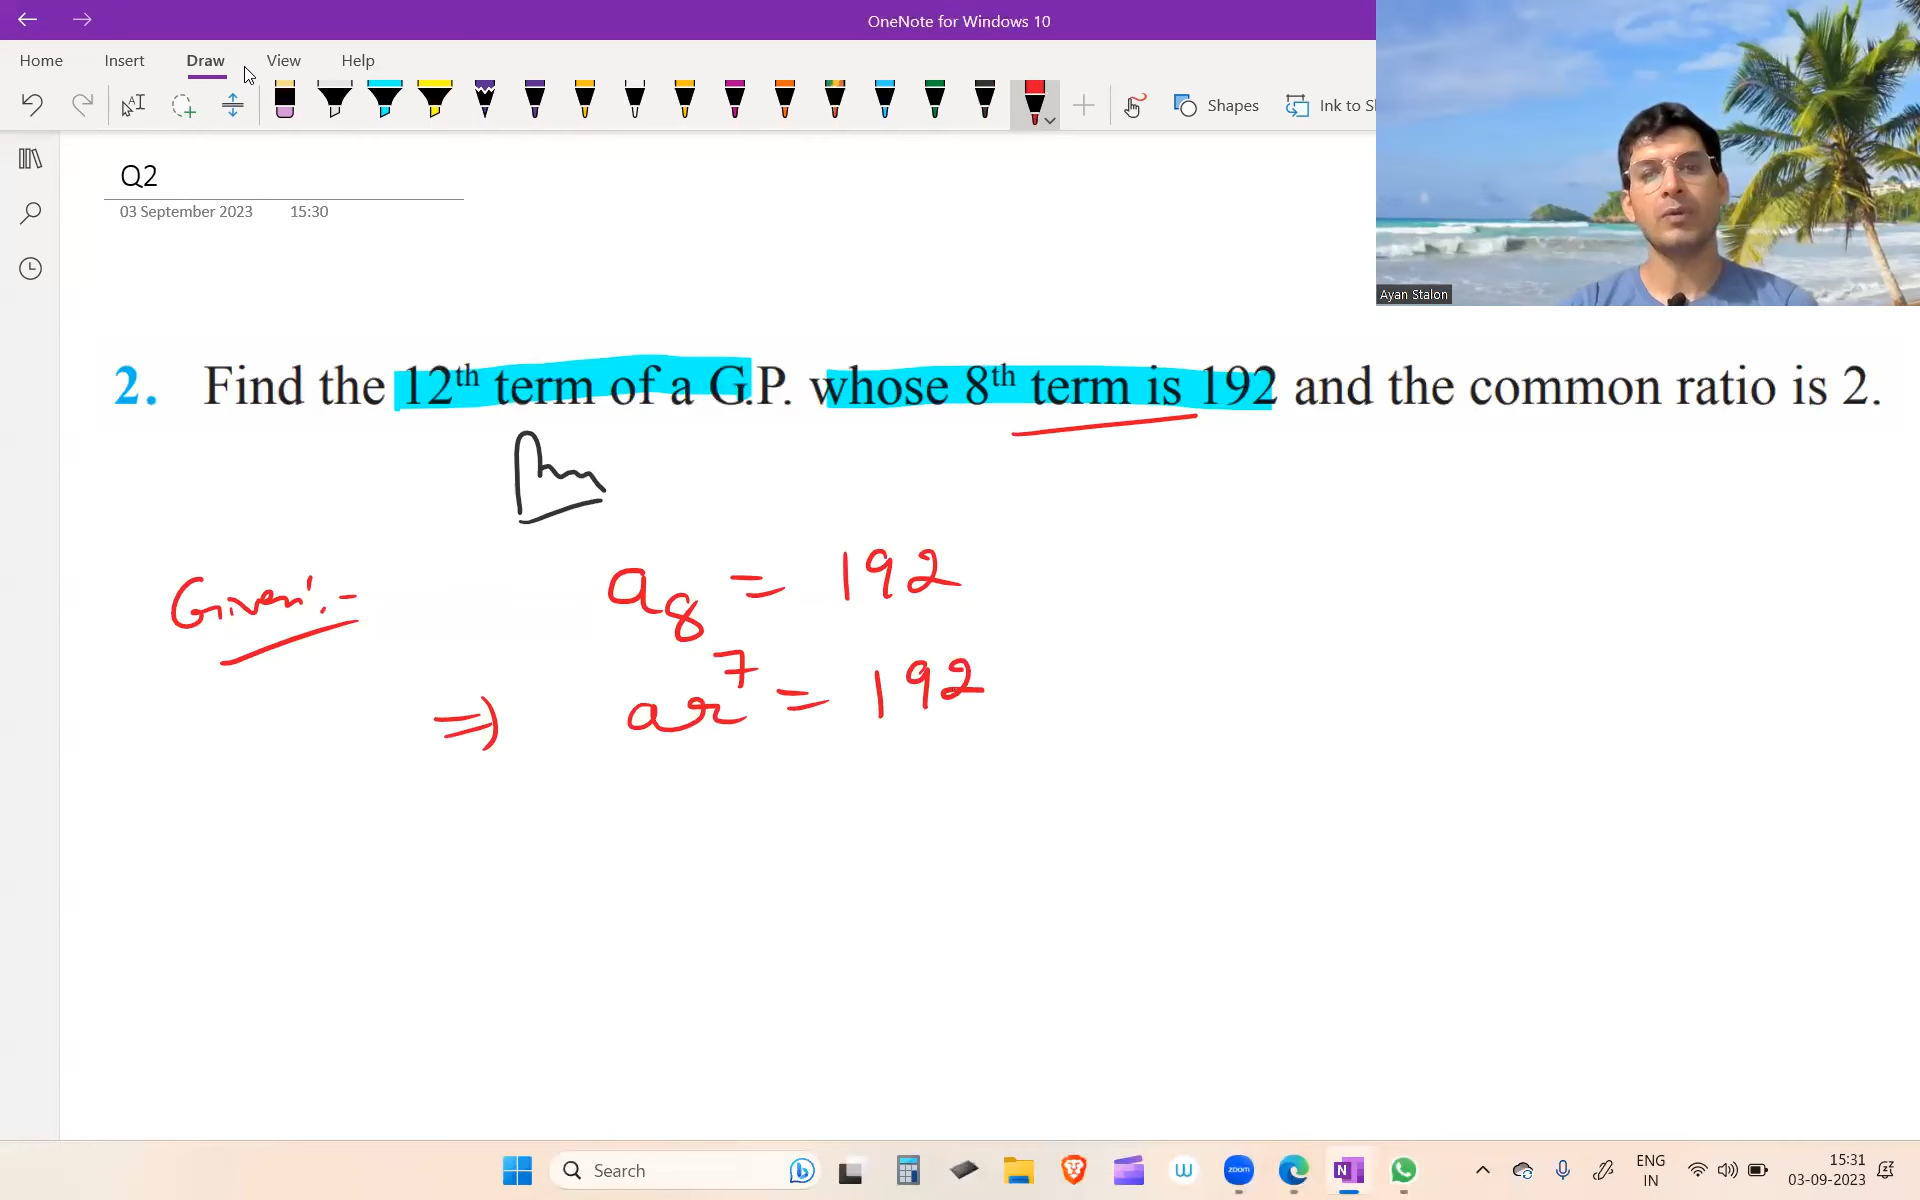 OneNote for Windows 10
Home Insert Draw View Help
Shapes Ink to Sh
Q2
03 September 2023 15:30
Ayan Stalon
2. Find the 12th term of a G.P. whose 8th term is 192 and the common ratio is 2.
Given:-
a₈ = 192
⇒ ar⁷ = 192
Search
zoom
ENG
IN
15:31
03-09-2023